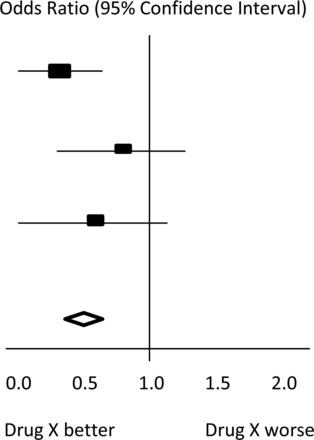 Odds Ratio (95% Confidence Interval)
0.0 0.5 1.0 1.5 2.0
Drug X better Drug X worse